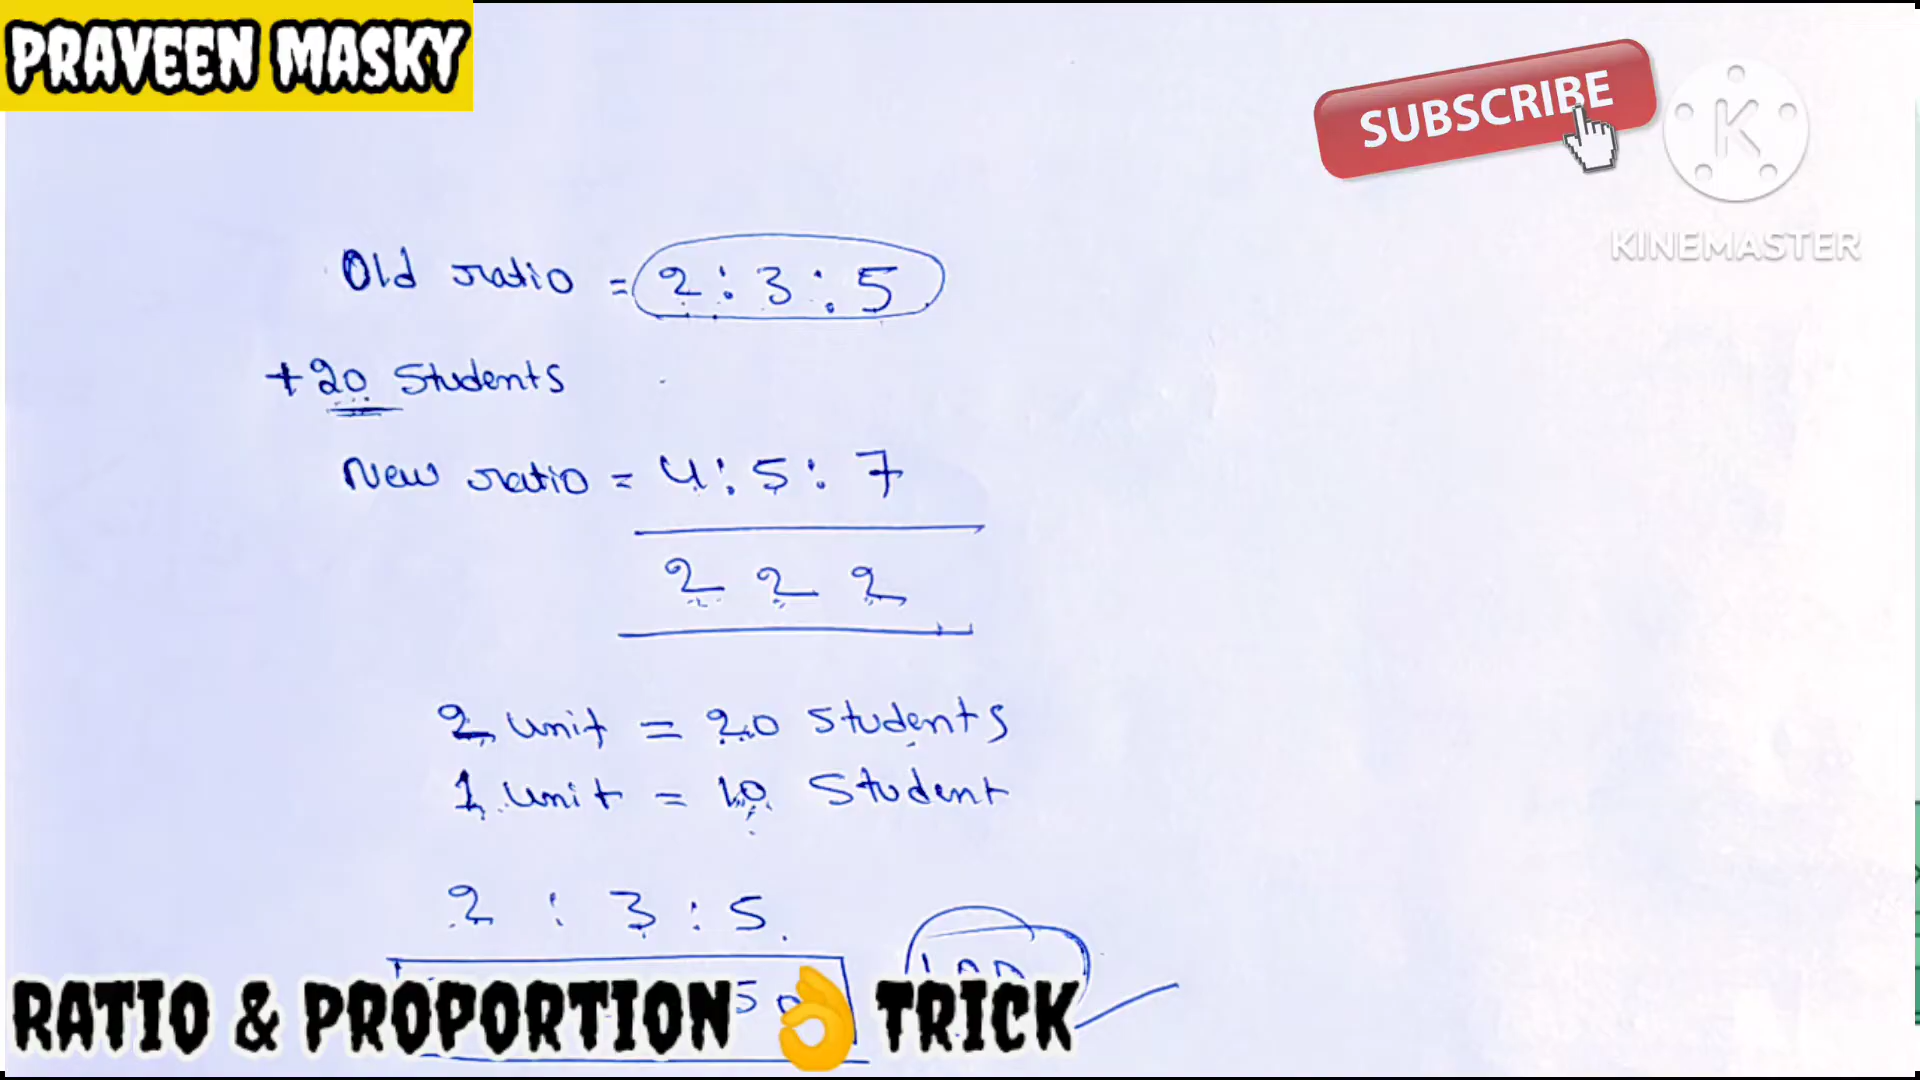 PRAVEEN MASKY
SUBSCRIBE
K
KINEMASTER
Old ratio = 2 : 3 : 5
+20 Students
New ratio = 4 : 5 : 7
2 2 2
2 unit = 20 Students
1 unit = 10 Student
2 : 3 : 5
50
RATIO & PROPORTION 👌 TRICK